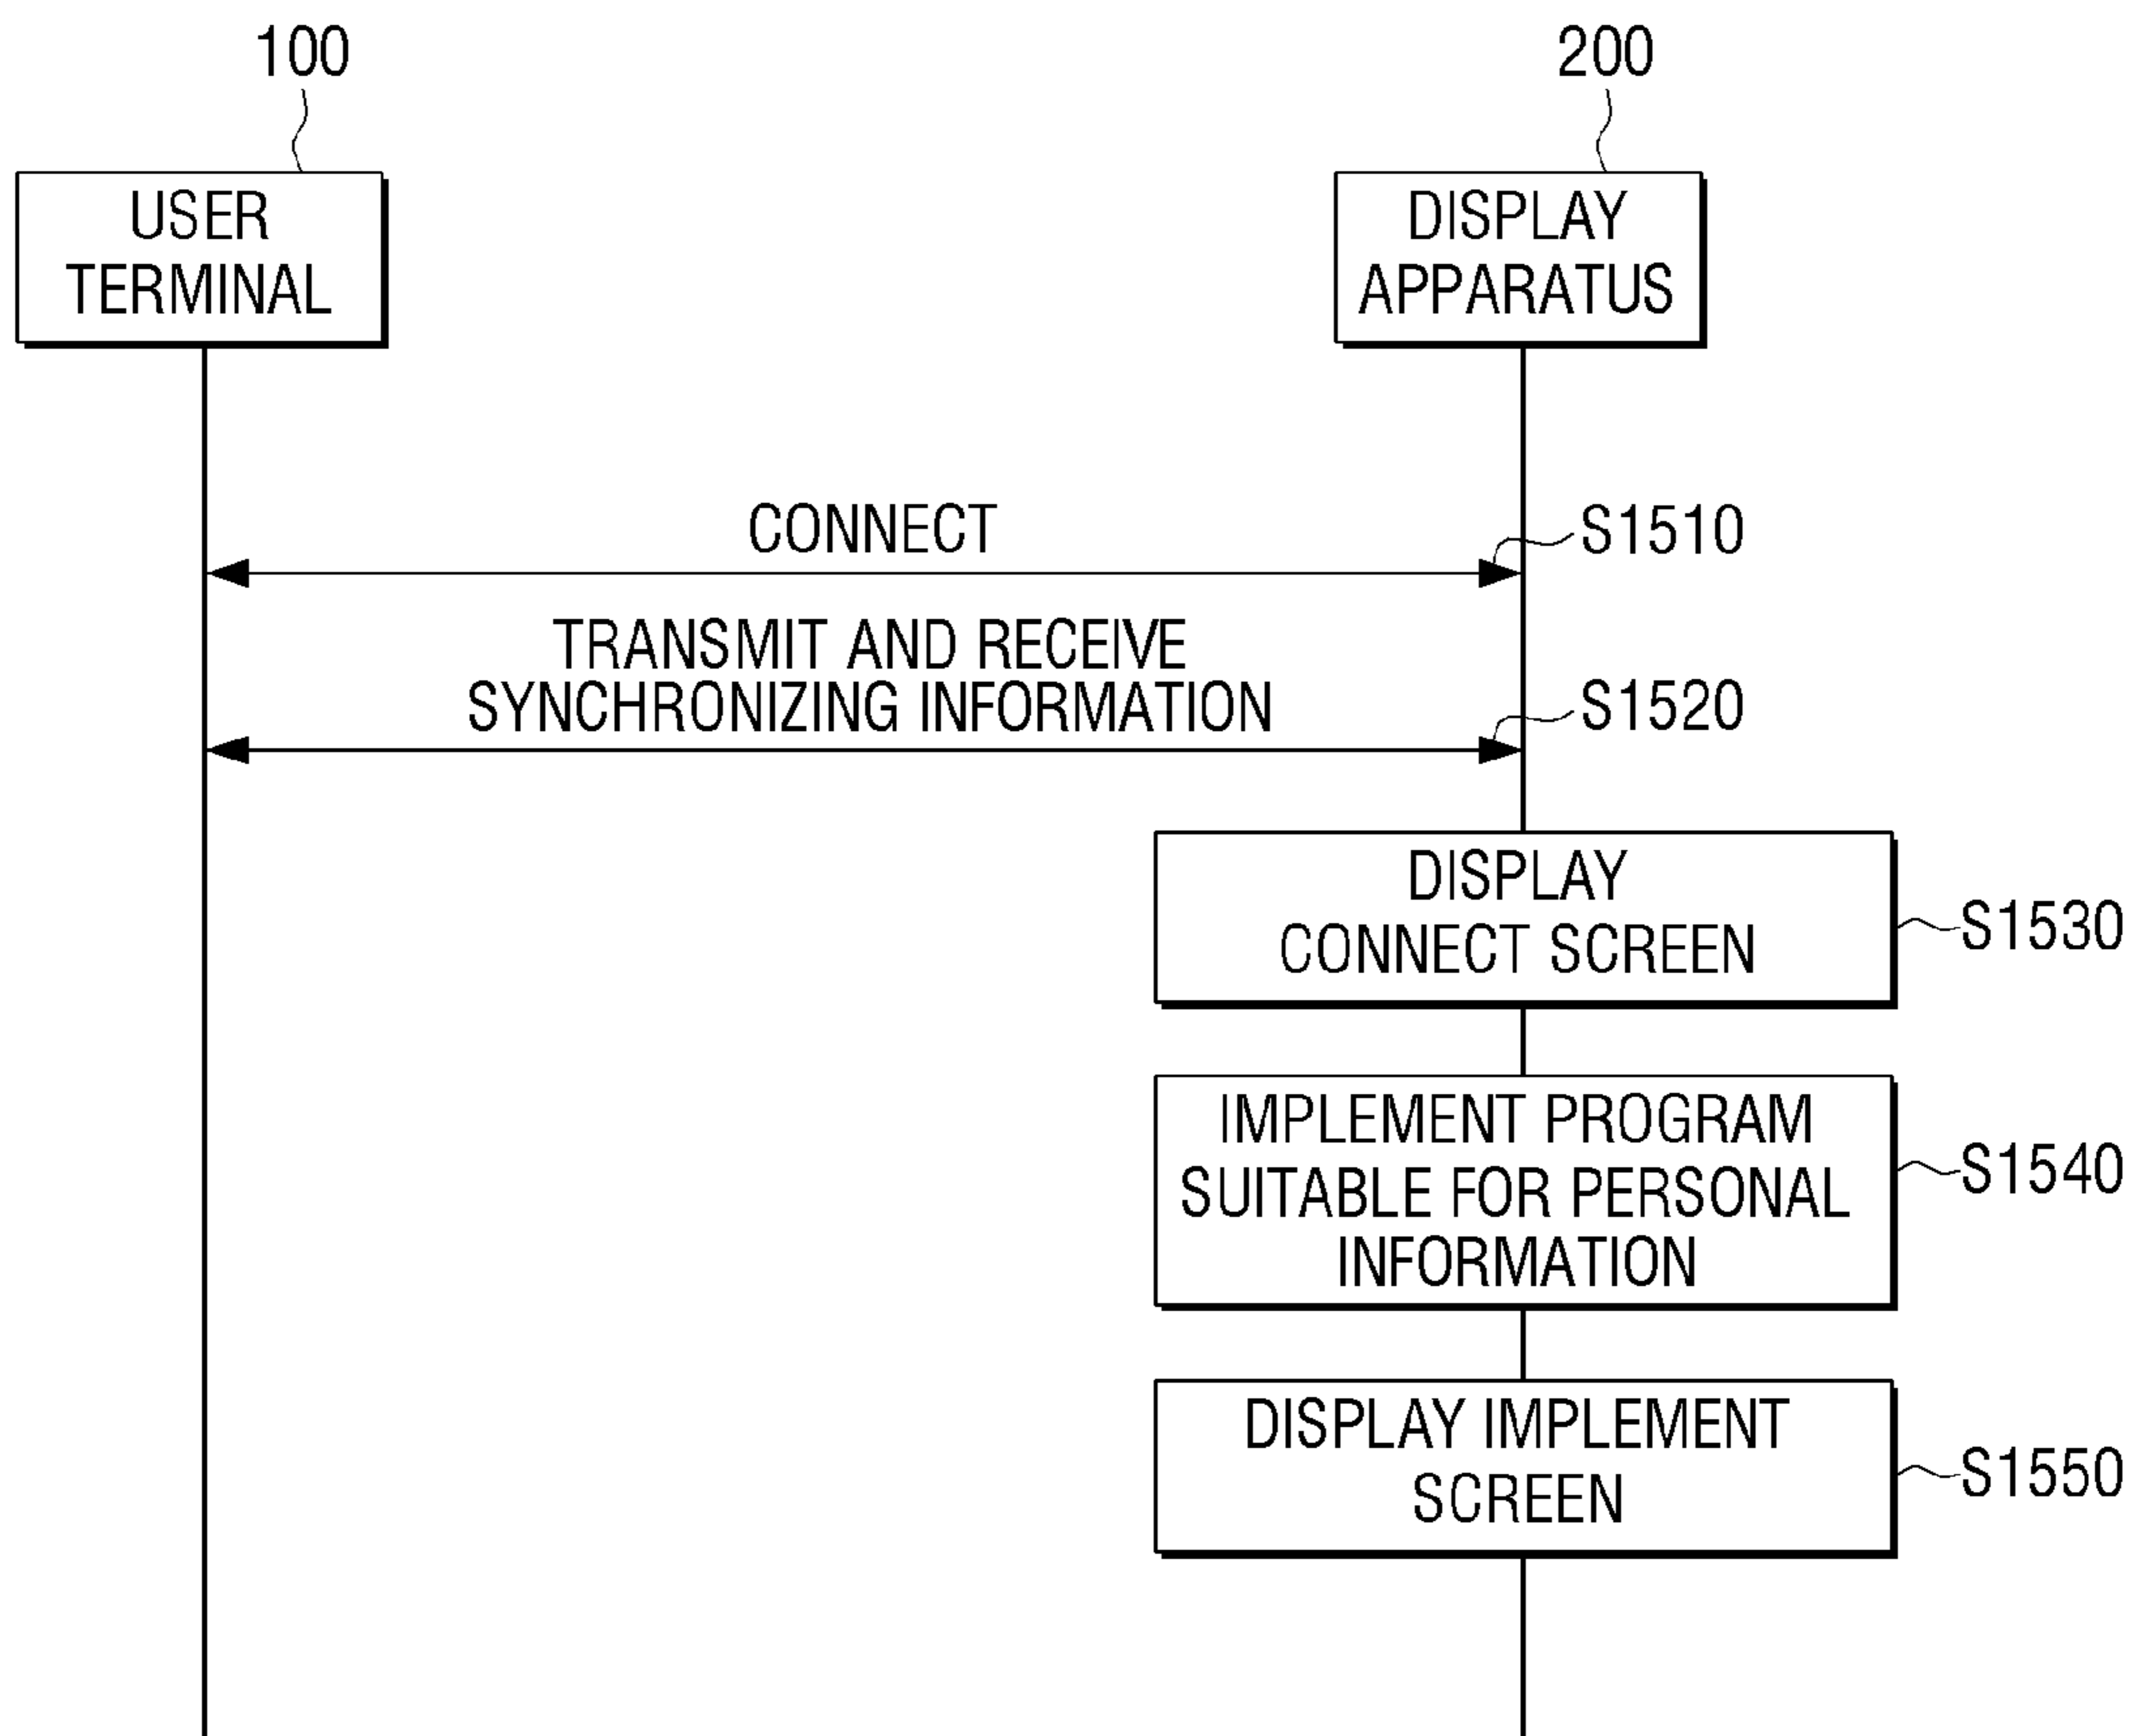 100
200
USER
TERMINAL
DISPLAY
APPARATUS
CONNECT
S1510
TRANSMIT AND RECEIVE
SYNCHRONIZING INFORMATION
S1520
DISPLAY
CONNECT SCREEN
S1530
IMPLEMENT PROGRAM
SUITABLE FOR PERSONAL
INFORMATION
S1540
DISPLAY IMPLEMENT
SCREEN
S1550